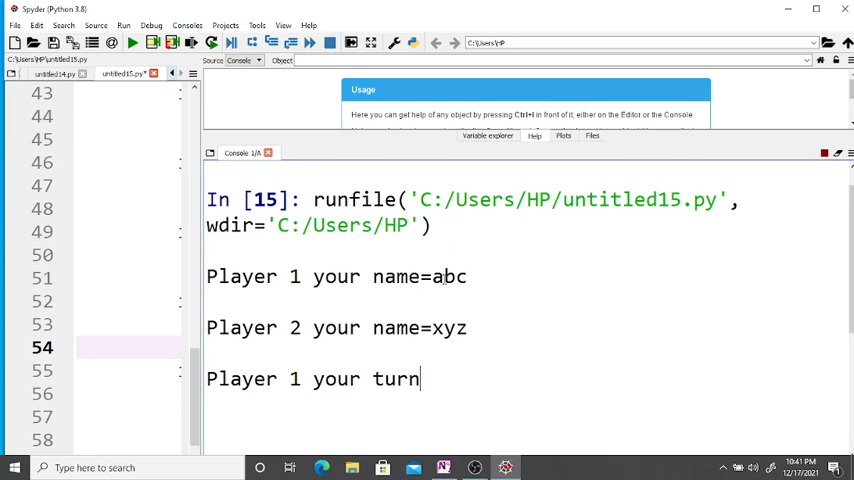 Spyder (Python 3.8)
File Edit Search Source Run Debug Consoles Projects Tools View Help
C:\Users\HP
C:\Users\HP\untitled15.py
Source Console Object
untitled14.py untitled15.py*
Usage
Here you can get help of any object by pressing Ctrl+I in front of it, either on the Editor or the Console.
Variable explorer Help Plots Files
Console 1/A
43
44
45
46
47
48
49
50
51
52
53
54
55
56
57
58
In [15]: runfile('C:/Users/HP/untitled15.py',
wdir='C:/Users/HP')
Player 1 your name=abc
Player 2 your name=xyz
Player 1 your turn
Type here to search
10:41 PM
12/17/2021